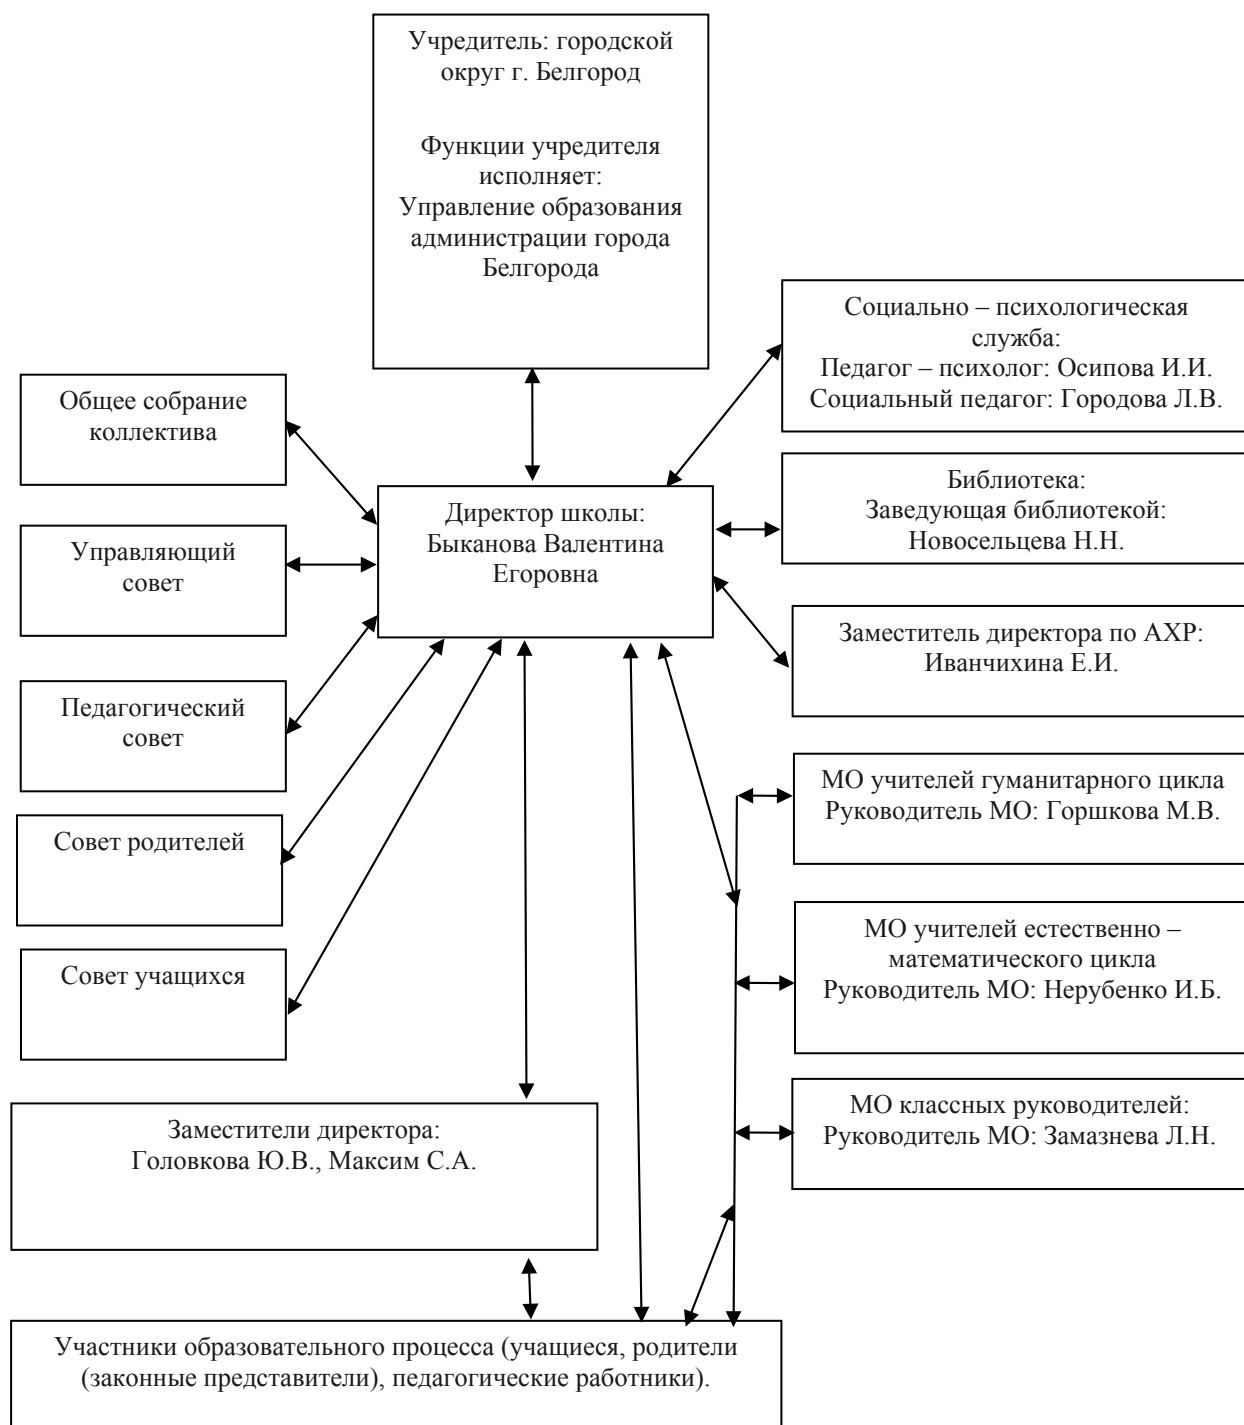 Учредитель: городской
округ г. Белгород
Функции учредителя
исполняет:
Управление образования
администрации города
Белгорода
Социально – психологическая
служба:
Педагог – психолог: Осипова И.И.
Социальный педагог: Городова Л.В.
Общее собрание
коллектива
Библиотека:
Заведующая библиотекой:
Новосельцева Н.Н.
Директор школы:
Быканова Валентина
Егоровна
Управляющий
совет
Заместитель директора по АХР:
Иванчихина Е.И.
Педагогический
совет
МО учителей гуманитарного цикла
Руководитель МО: Горшкова М.В.
Совет родителей
МО учителей естественно –
математического цикла
Руководитель МО: Нерубенко И.Б.
Совет учащихся
МО классных руководителей:
Руководитель МО: Замазнева Л.Н.
Заместители директора:
Головкова Ю.В., Максим С.А.
Участники образовательного процесса (учащиеся, родители
(законные представители), педагогические работники).